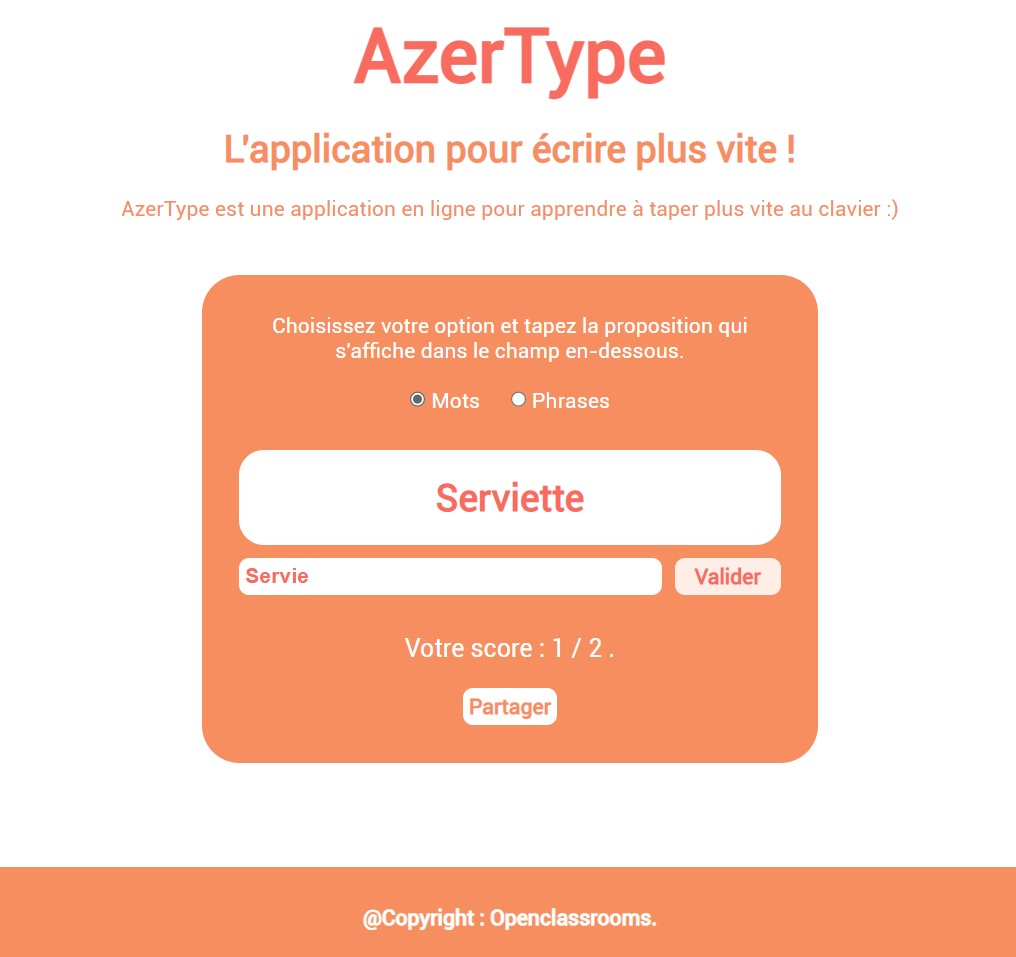 AzerType
L'application pour écrire plus vite !
AzerType est une application en ligne pour apprendre à taper plus vite au clavier :)
Choisissez votre option et tapez la proposition qui
s'affiche dans le champ en-dessous.
Mots Phrases
Serviette
Servie Valider
Votre score : 1 / 2 .
Partager
@Copyright : Openclassrooms.